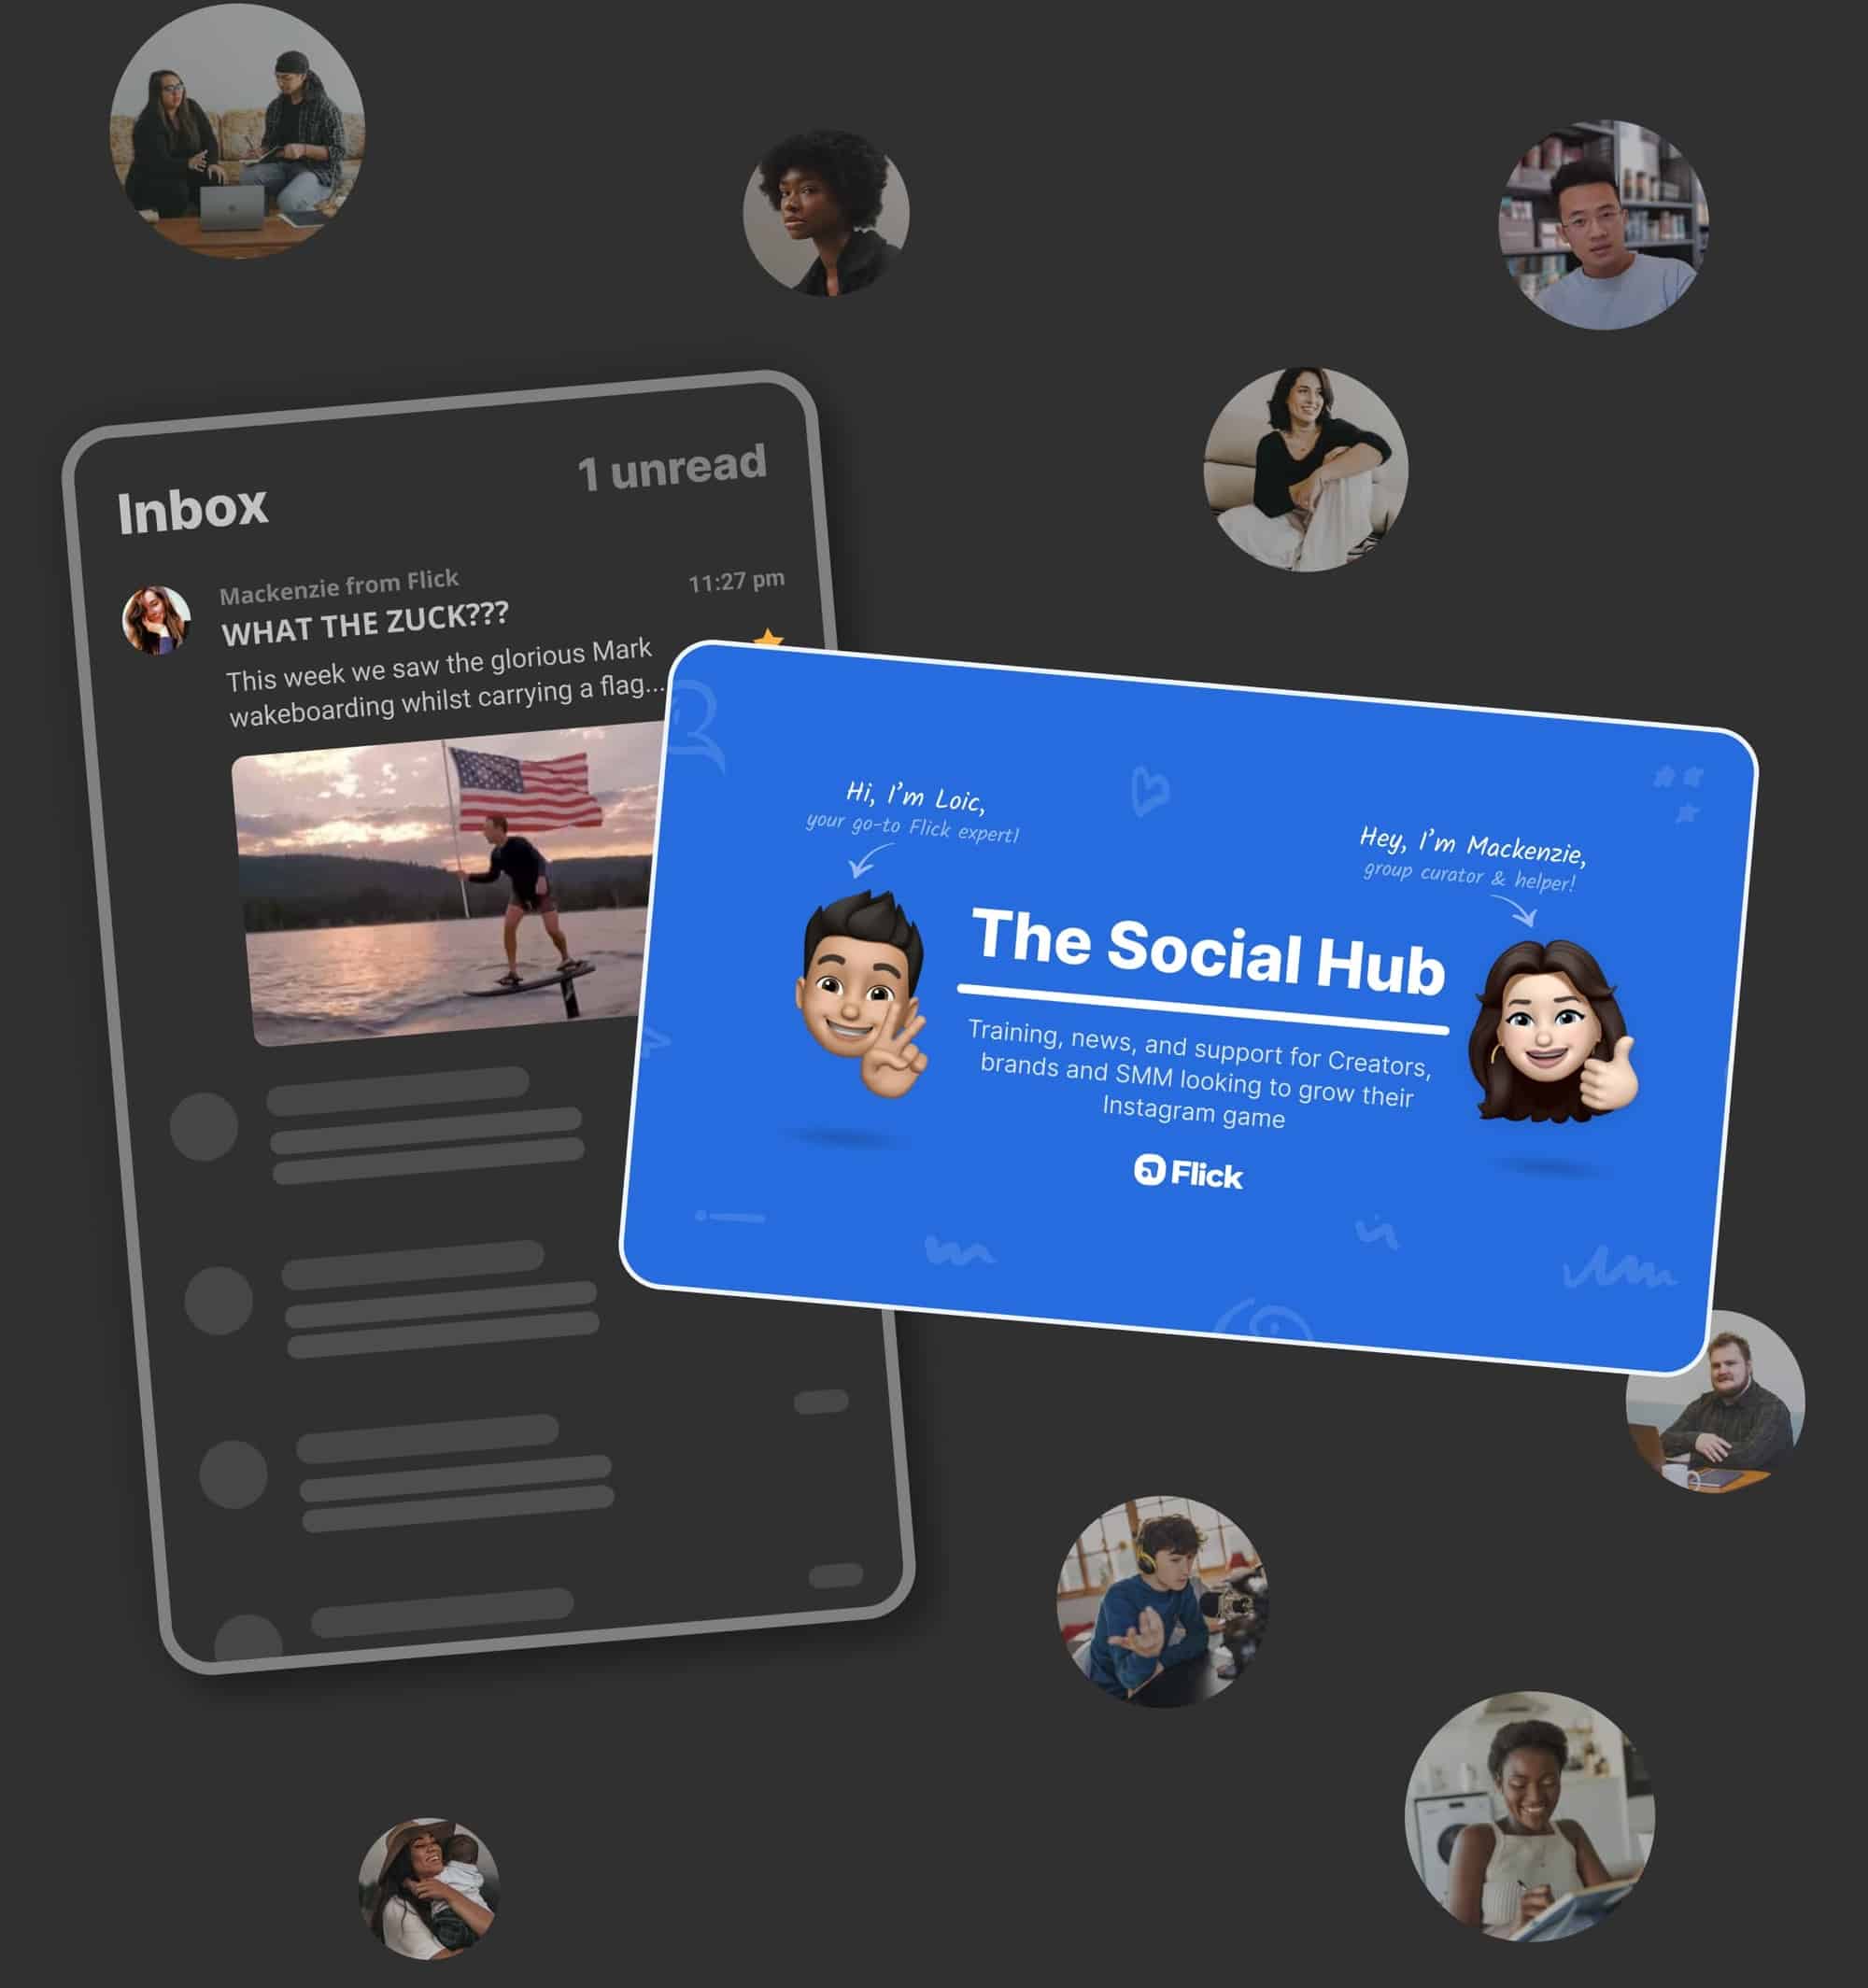 Inbox
1 unread
Mackenzie from Flick
11:27 pm
WHAT THE ZUCK???
This week we saw the glorious Mark
wakeboarding whilst carrying a flag...
Hi, I'm Loic,
your go-to Flick expert!
Hey, I'm Mackenzie,
group curator & helper!
The Social Hub
Training, news, and support for Creators,
brands and SMM looking to grow their
Instagram game
Flick